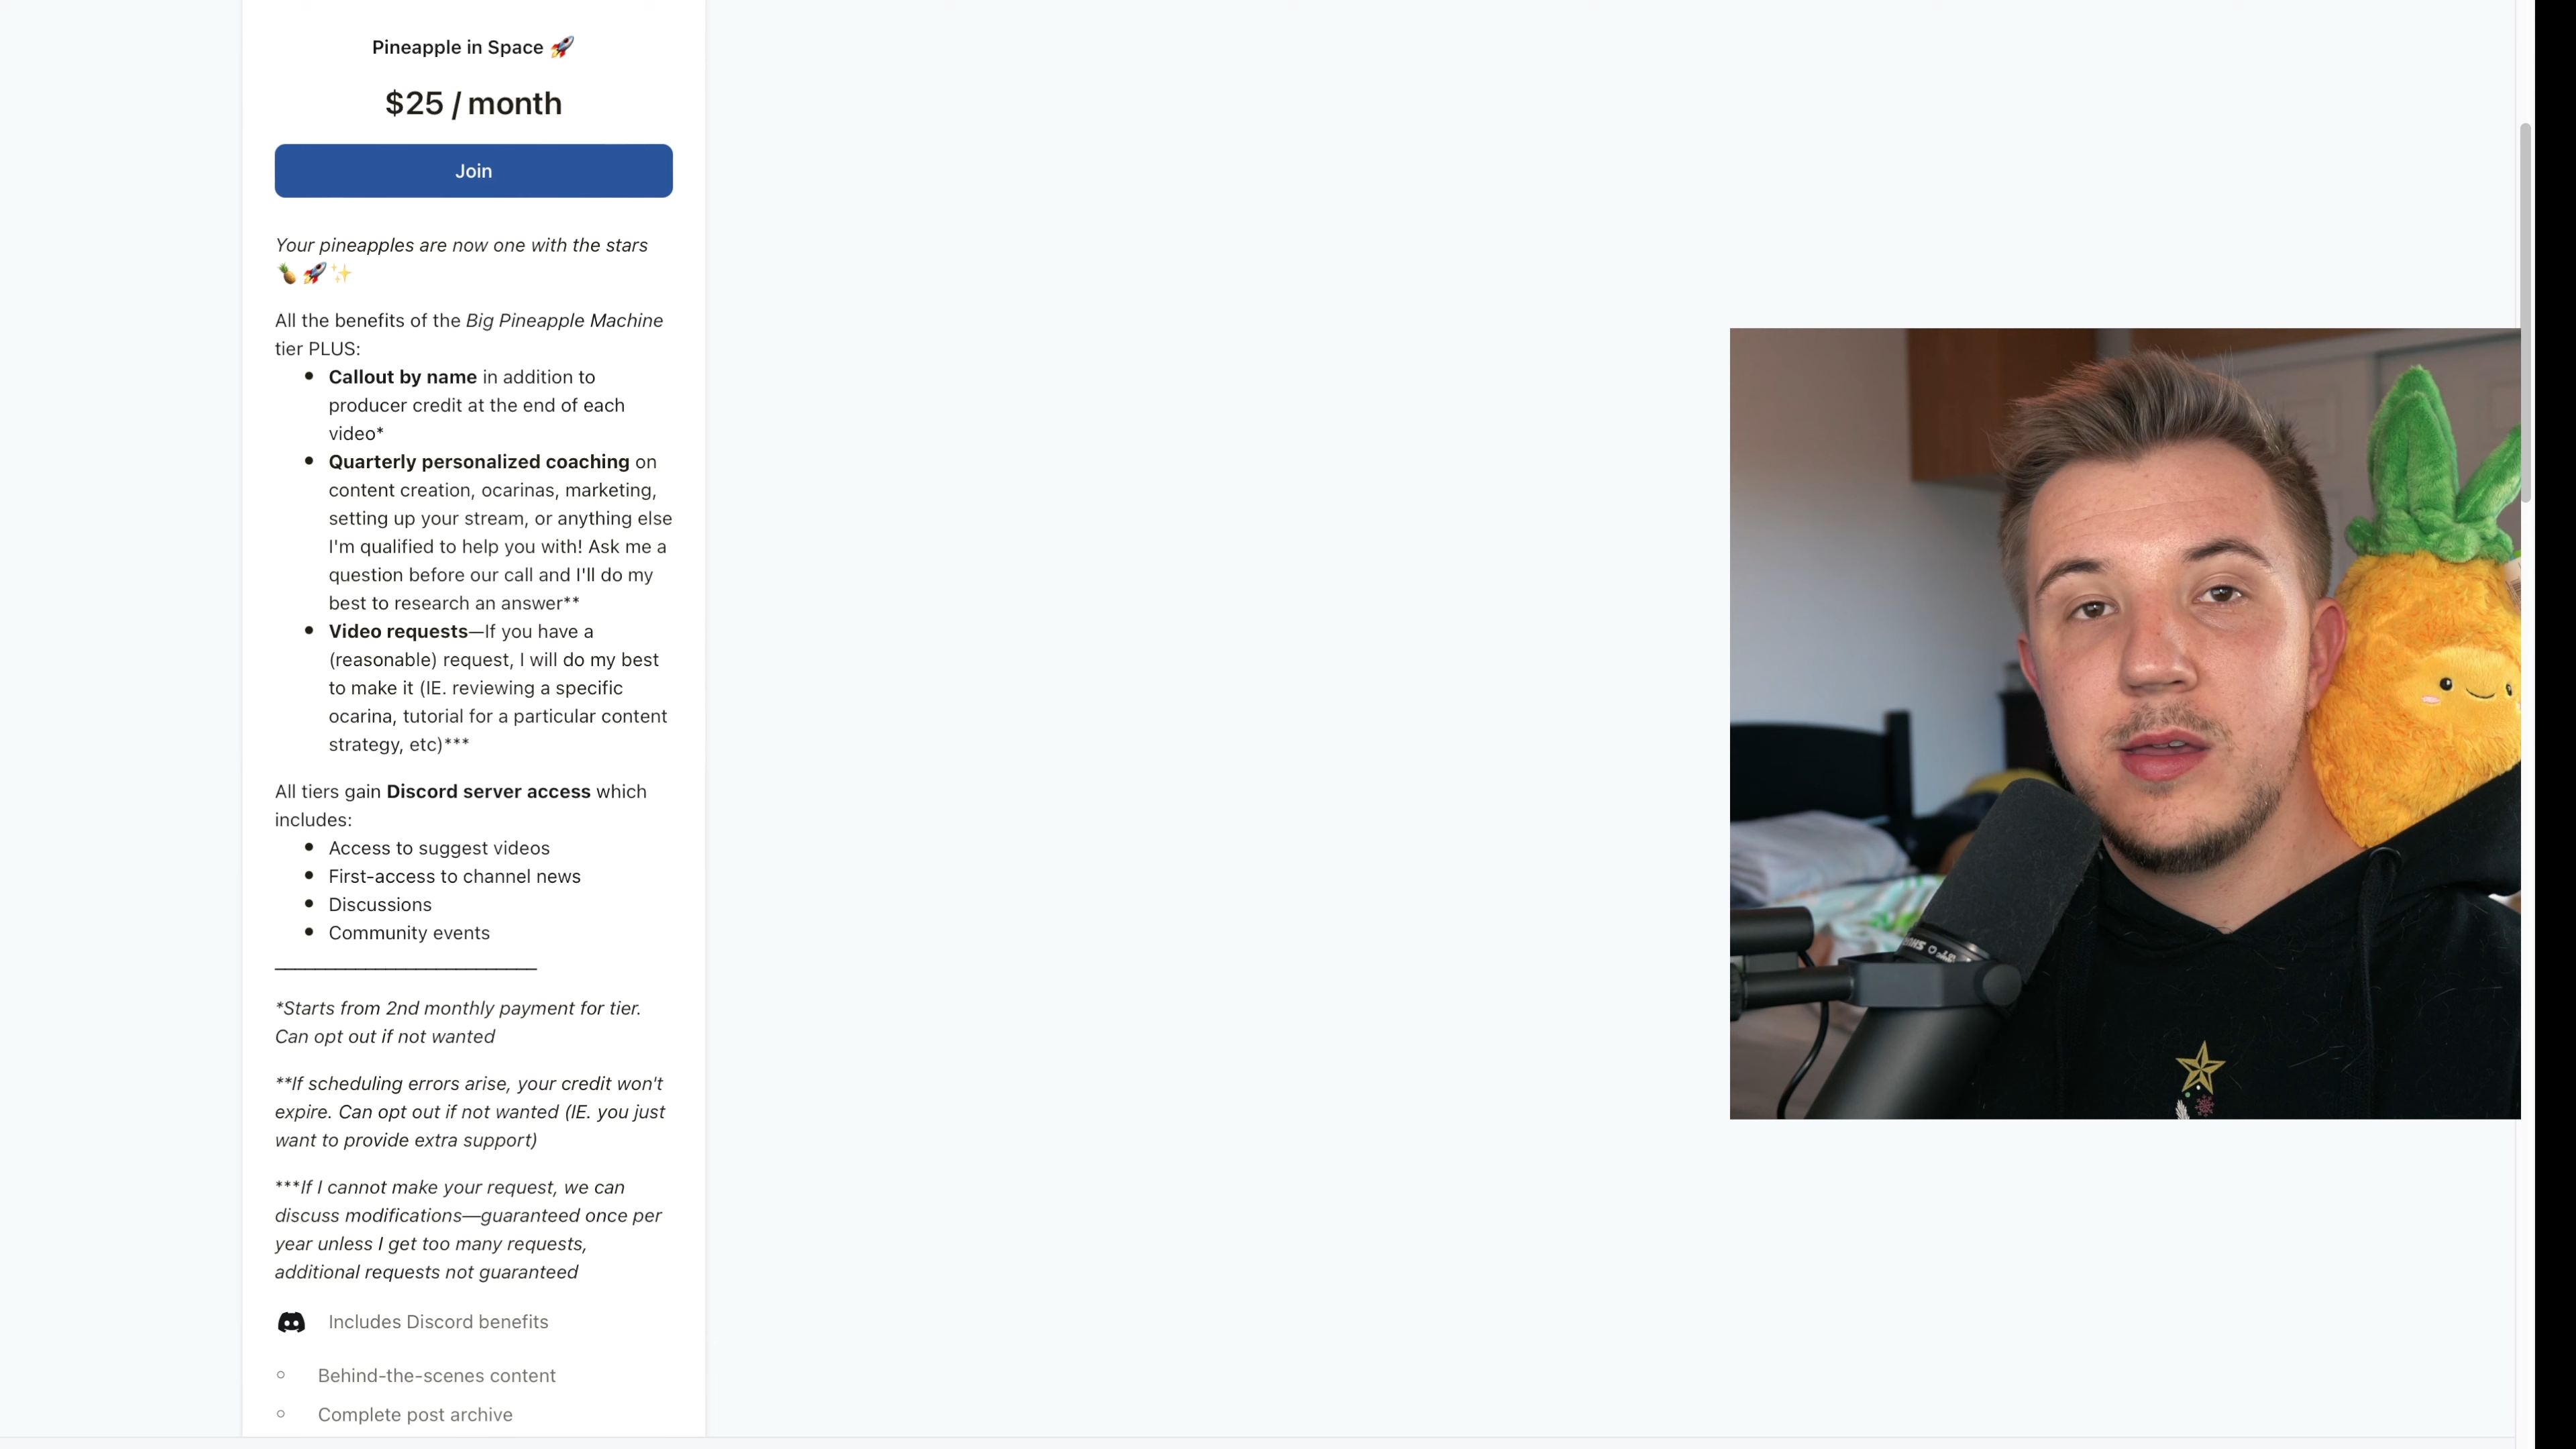 Pineapple in Space 🚀
$25 / month
Join
Your pineapples are now one with the stars
🍍🚀✨
All the benefits of the Big Pineapple Machine
tier PLUS:
Callout by name in addition to
producer credit at the end of each
video*
Quarterly personalized coaching on
content creation, ocarinas, marketing,
setting up your stream, or anything else
I'm qualified to help you with! Ask me a
question before our call and I'll do my
best to research an answer**
Video requests—If you have a
(reasonable) request, I will do my best
to make it (IE. reviewing a specific
ocarina, tutorial for a particular content
strategy, etc)***
All tiers gain Discord server access which
includes:
Access to suggest videos
First-access to channel news
Discussions
Community events
*Starts from 2nd monthly payment for tier.
Can opt out if not wanted
**If scheduling errors arise, your credit won't
expire. Can opt out if not wanted (IE. you just
want to provide extra support)
***If I cannot make your request, we can
discuss modifications—guaranteed once per
year unless I get too many requests,
additional requests not guaranteed
Includes Discord benefits
Behind-the-scenes content
Complete post archive